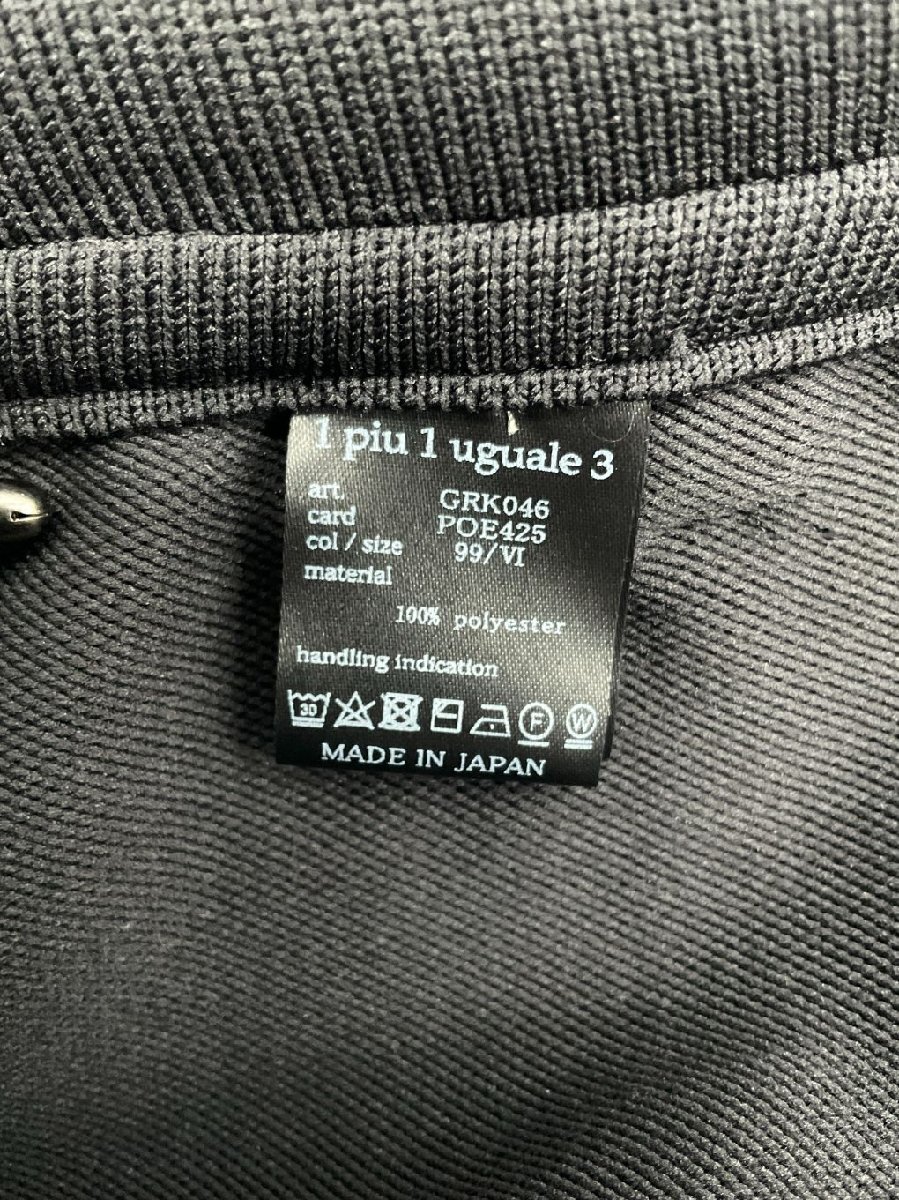 1 piu 1 uguale 3
art. GRK046
card POE425
col / size 99/VI
material
100% polyester
handling indication
30 F W
MADE IN JAPAN